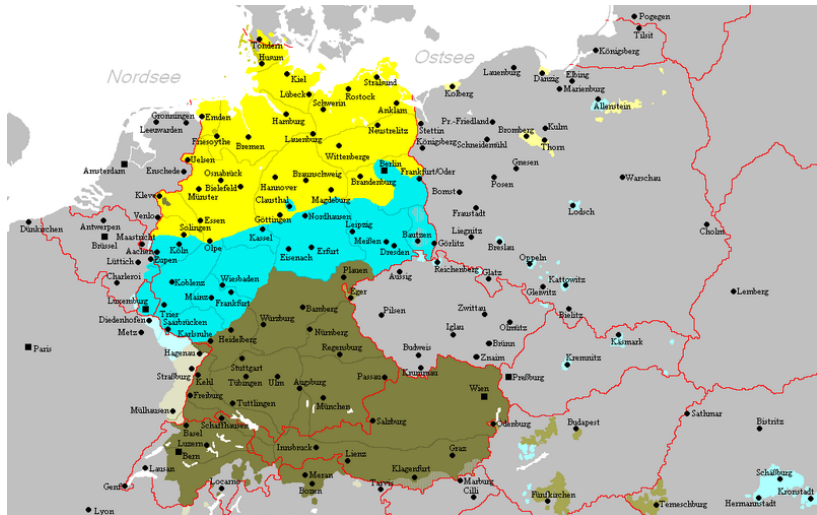 Pogegen
Tilsit
Tondern
Königsberg
Ostsee
Husum
Nordsee
Kiel
Stralsund
Lauenburg
Danzig
Elbing
Marienburg
Kolberg
Lübeck
Rostock
Schwerin
Anklam
Allenstein
Groningen
Leeuwarden
Emden
Hamburg
Neustrelitz
Stettin
Pr.-Friedland
Bromberg
Kulm
Thorn
Friesoythe
Bremen
Lauenburg
Wittenberge
Königsberg
Schneidemühl
Uelsen
Amsterdam
Enschede
Osnabrück
Bielefeld
Hannover
Braunschweig
Berlin
Frankfurt/Oder
Gnesen
Warschau
Münster
Magdeburg
Brandenburg
Bomst
Posen
Kleve
Clausthal
Göttingen
Nordhausen
Fraustadt
Lodsch
Venlo
Essen
Leipzig
Dünkirchen
Antwerpen
Brüssel
Maastricht
Solingen
Kassel
Meißen
Dresden
Bautzen
Görlitz
Liegnitz
Breslau
Cholm
Aachen
Köln
Olpe
Eisenach
Erfurt
Lüttich
Eupen
Reichenberg
Oppeln
Charleroi
Koblenz
Wiesbaden
Plauen
Aussig
Glatz
Kattowitz
Gleiwitz
Luxemburg
Mainz
Frankfurt
Eger
Lemberg
Trier
Bamberg
Pilsen
Zwittau
Bielitz
Diedenhofen
Saarbrücken
Würzburg
Olmütz
Metz
Karlsruhe
Heidelberg
Nürnberg
Iglau
Brünn
Käsmark
Paris
Hagenau
Regensburg
Budweis
Znaim
Kremnitz
Straßburg
Kehl
Stuttgart
Tübingen
Ulm
Augsburg
Passau
Krummau
Wien
Preßburg
Freiburg
Tuttlingen
München
Mülhausen
Schaffhausen
Salzburg
Ödenburg
Budapest
Sathmar
Bistritz
Basel
Luzern
Bern
Innsbruck
Lienz
Graz
Lausan
Genf
Locarno
Meran
Bozen
Klagenfurt
Tarvis
Marburg
Cilli
Fünfkirchen
Temeschburg
Schäßburg
Kronstadt
Hermannstadt
Lyon